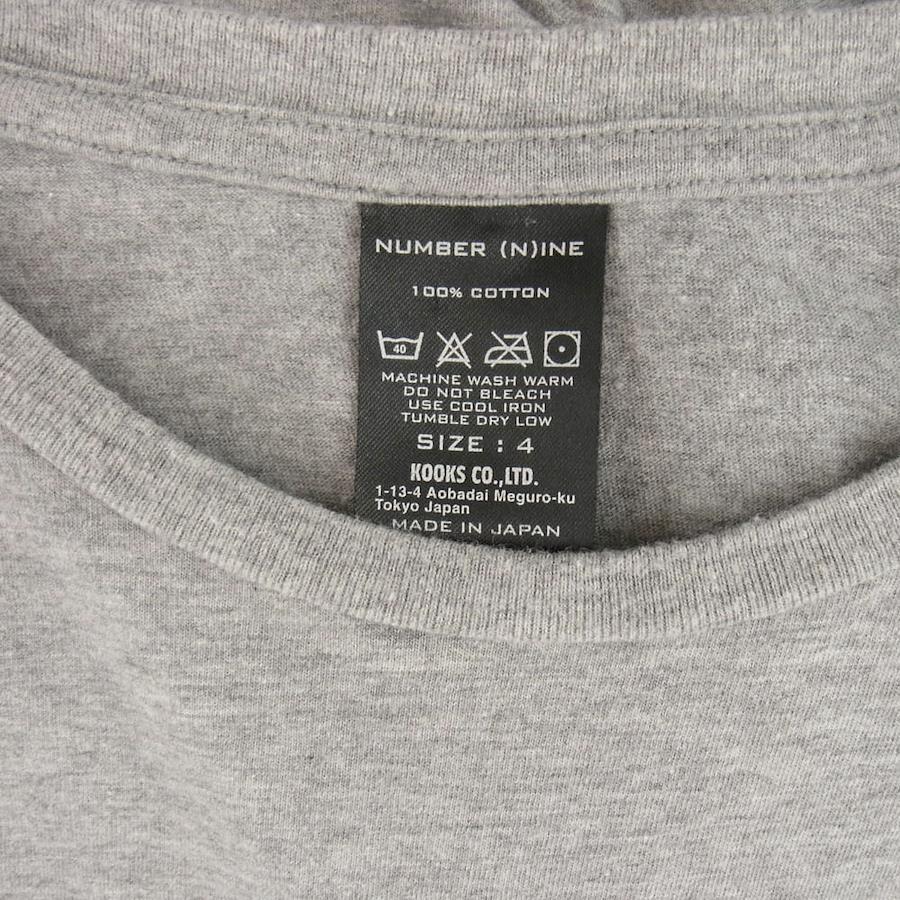 NUMBER (N)INE
100% COTTON
40
MACHINE WASH WARM
DO NOT BLEACH
USE COOL IRON
TUMBLE DRY LOW
SIZE : 4
KOOKS CO.,LTD.
1-13-4 Aobadai Meguro-ku
Tokyo Japan
MADE IN JAPAN